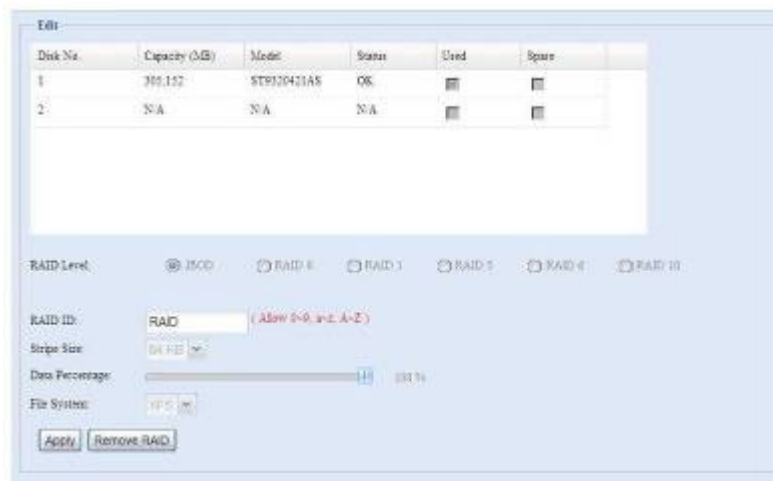 Edit
Disk No. Capacity (MB) Model Status Used Spare
1 305,152 ST9320421AS OK
2 N/A N/A N/A
RAID Level: JBOD RAID 0 RAID 1 RAID 5 RAID 6 RAID 10
RAID ID: RAID ( Allow 0~9, a~z, A~Z )
Stripe Size: 64 KB
Data Percentage: 100 %
File System: XFS
Apply Remove RAID